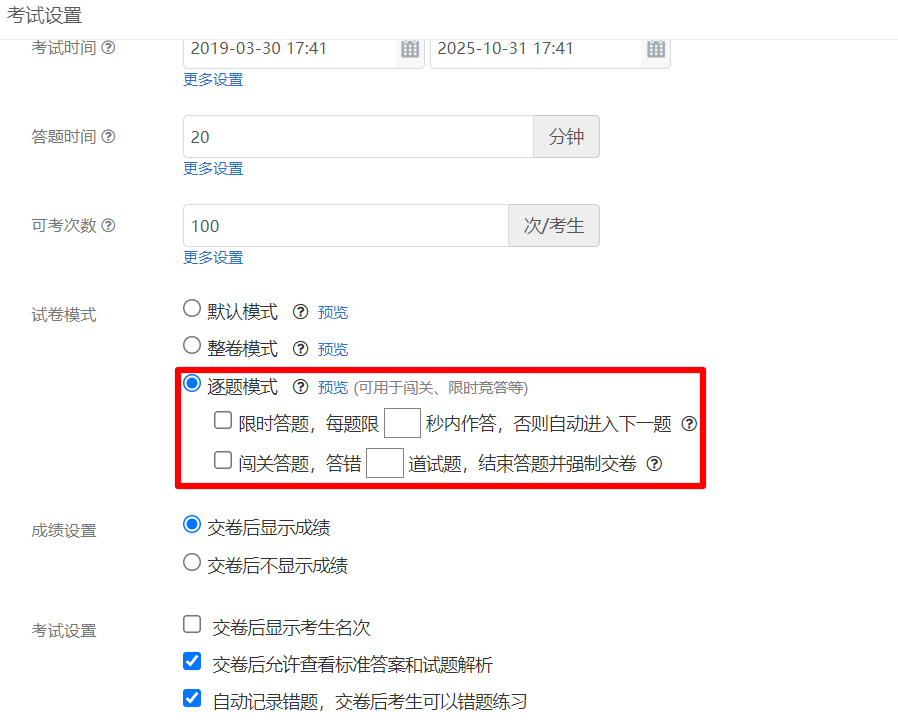 考试设置
考试时间 2019-03-30 17:41 2025-10-31 17:41
更多设置
答题时间 20 分钟
更多设置
可考次数 100 次/考生
更多设置
试卷模式 默认模式 预览
整卷模式 预览
逐题模式 预览 (可用于闯关、限时竞答等)
限时答题，每题限 秒内作答，否则自动进入下一题
闯关答题，答错 道试题，结束答题并强制交卷
成绩设置 交卷后显示成绩
交卷后不显示成绩
考试设置 交卷后显示考生名次
交卷后允许查看标准答案和试题解析
自动记录错题，交卷后考生可以错题练习